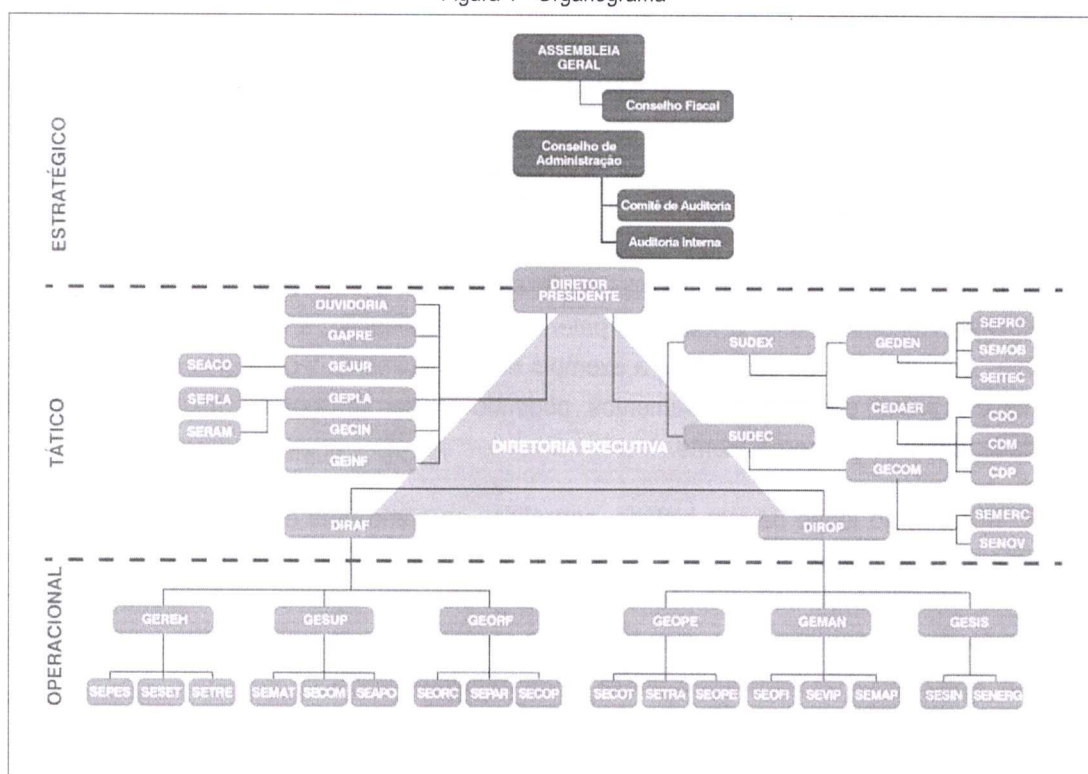 Figura 1 - Organograma
ESTRATÉGICO
ASSEMBLEIA
GERAL
Conselho Fiscal
Conselho de
Administração
Comitê de Auditoria
Auditoria Interna
TÁTICO
DIRETOR
PRESIDENTE
OUVIDORIA
GAPRE
SEACO
GEJUR
SEPLA
GEPLA
SERAM
GECIN
GEINF
DIRETORIA EXECUTIVA
SUDEX
GEDEN
SEPRO
SEMOB
SEITEC
CEDAER
CDO
CDM
CDP
SUDEC
GECOM
SEMERC
SENOV
DIRAF
DIROP
OPERACIONAL
GEREH
GESUP
GEORF
GEOPE
GEMAN
GESIS
SEPES
SESET
SETRE
SEMAT
SECOM
SEAPO
SEORC
SEPAR
SECOP
SECOT
SETRA
SEOPE
SEOFI
SEVIP
SEMAP
SESIN
SENERG